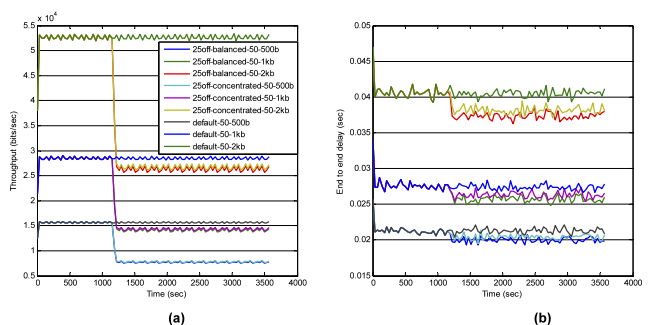 x 10^4
5.5
5
4.5
4
3.5
3
2.5
2
1.5
1
0.5
Throughput (bits/sec)
0 500 1000 1500 2000 2500 3000 3500 4000
Time (sec)
25off-balanced-50-500b
25off-balanced-50-1kb
25off-balanced-50-2kb
25off-concentrated-50-500b
25off-concentrated-50-1kb
25off-concentrated-50-2kb
default-50-500b
default-50-1kb
default-50-2kb
(a)
0.05
0.045
0.04
0.035
0.03
0.025
0.02
0.015
End to end delay (sec)
0 500 1000 1500 2000 2500 3000 3500 4000
Time (sec)
(b)